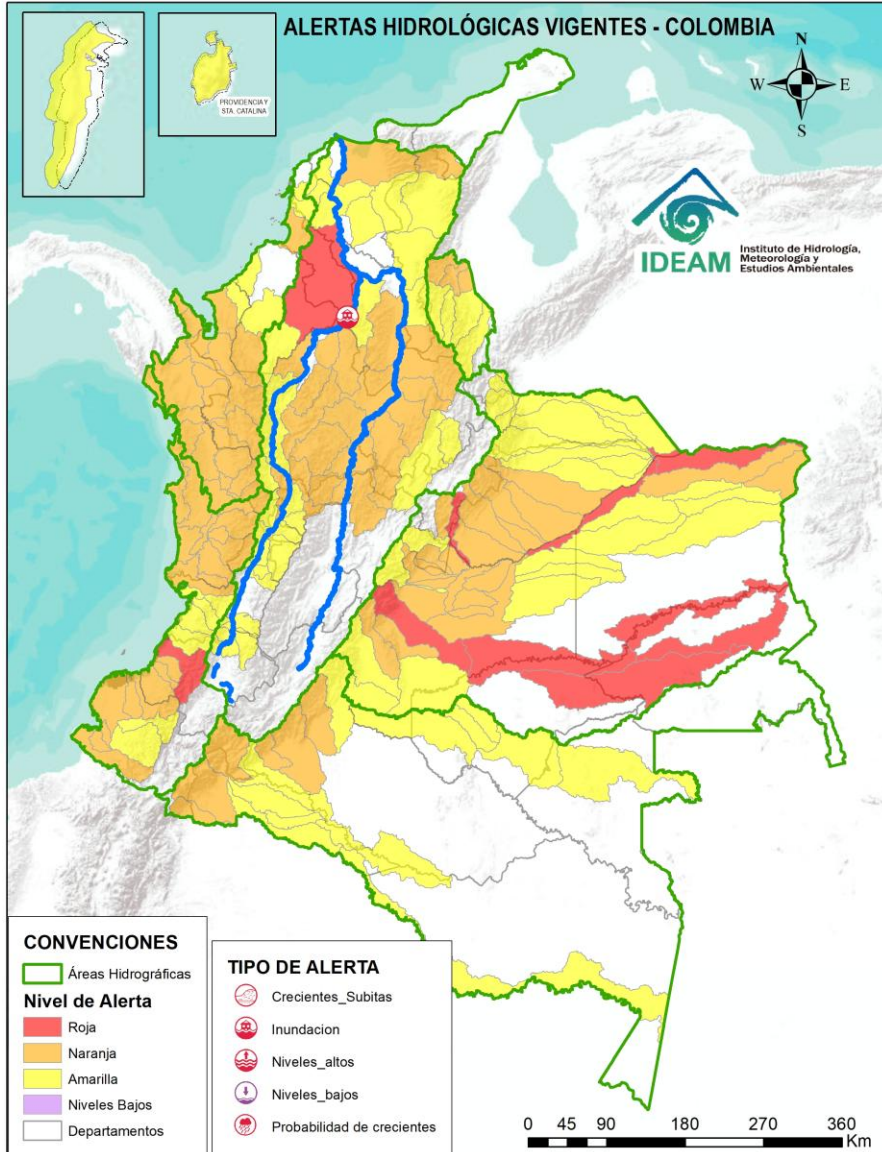 ALERTAS HIDROLÓGICAS VIGENTES - COLOMBIA
N
W
E
S
PROVIDENCIA Y
STA. CATALINA
IDEAM
Instituto de Hidrología,
Meteorología y
Estudios Ambientales
CONVENCIONES
Áreas Hidrográficas
Nivel de Alerta
Roja
Naranja
Amarilla
Niveles Bajos
Departamentos
TIPO DE ALERTA
Crecientes_Subitas
Inundacion
Niveles_altos
Niveles_bajos
Probabilidad de crecientes
0 45 90 180 270 360
Km